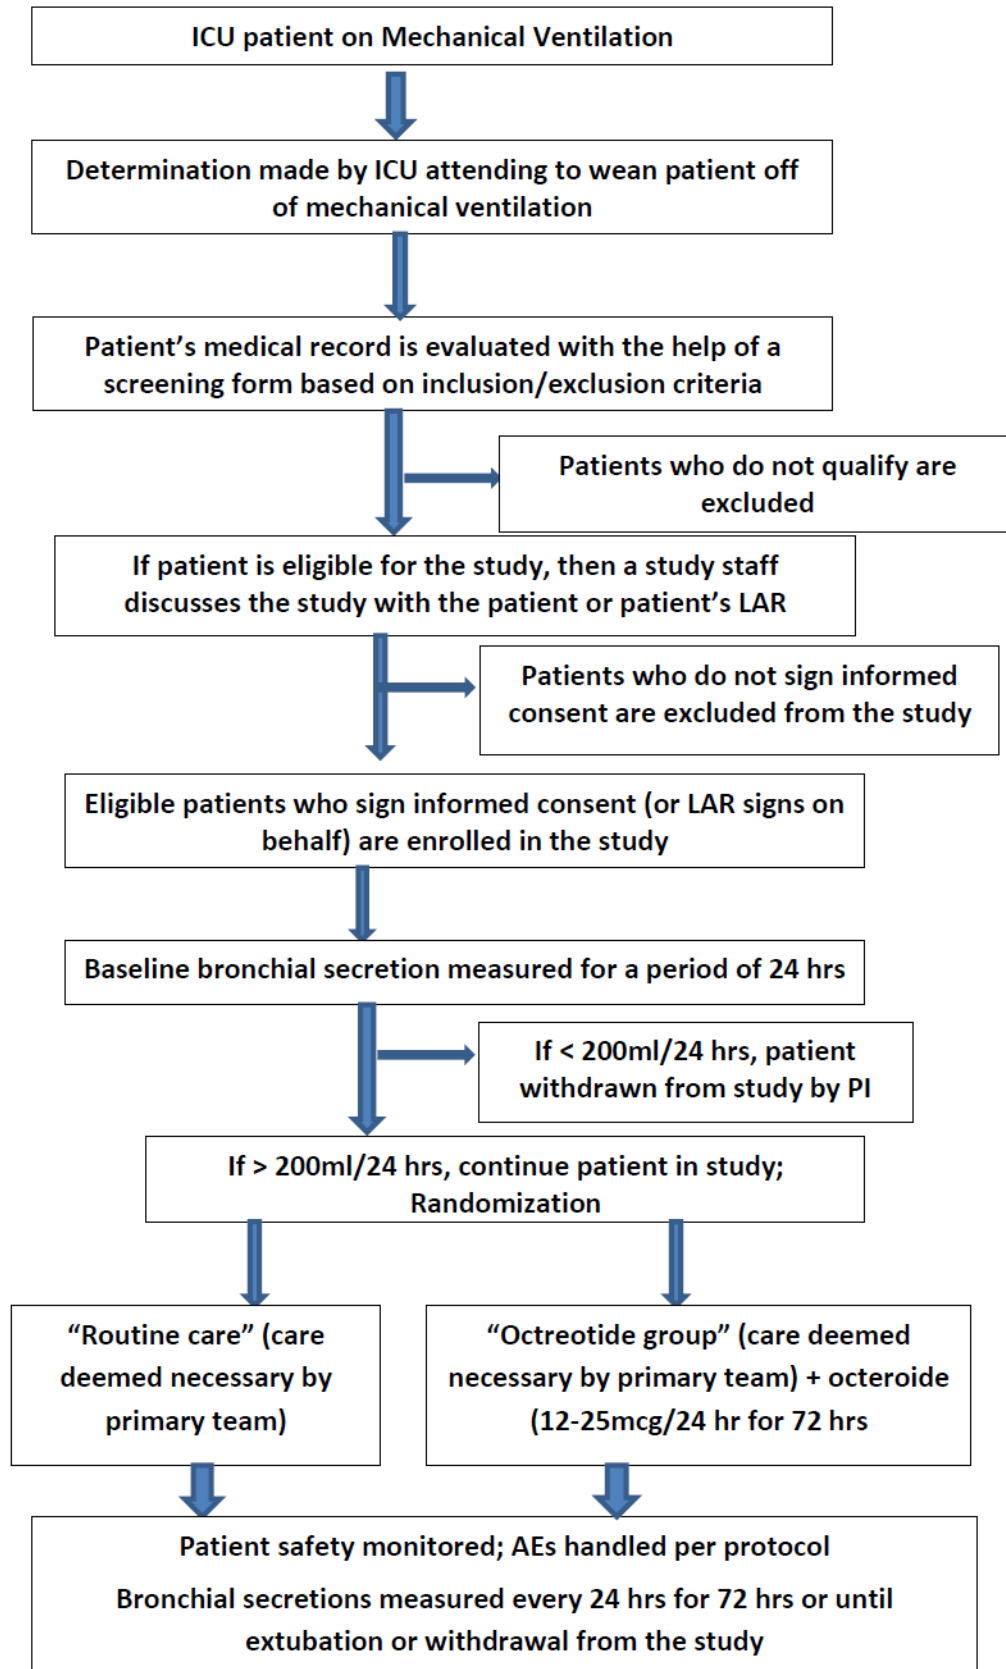 ICU patient on Mechanical Ventilation
Determination made by ICU attending to wean patient off
of mechanical ventilation
Patient’s medical record is evaluated with the help of a
screening form based on inclusion/exclusion criteria
Patients who do not qualify are
excluded
If patient is eligible for the study, then a study staff
discusses the study with the patient or patient’s LAR
Patients who do not sign informed
consent are excluded from the study
Eligible patients who sign informed consent (or LAR signs on
behalf) are enrolled in the study
Baseline bronchial secretion measured for a period of 24 hrs
If < 200ml/24 hrs, patient
withdrawn from study by PI
If > 200ml/24 hrs, continue patient in study;
Randomization
“Routine care” (care
deemed necessary by
primary team)
“Octreotide group” (care deemed
necessary by primary team) + octeroide
(12-25mcg/24 hr for 72 hrs
Patient safety monitored; AEs handled per protocol
Bronchial secretions measured every 24 hrs for 72 hrs or until
extubation or withdrawal from the study